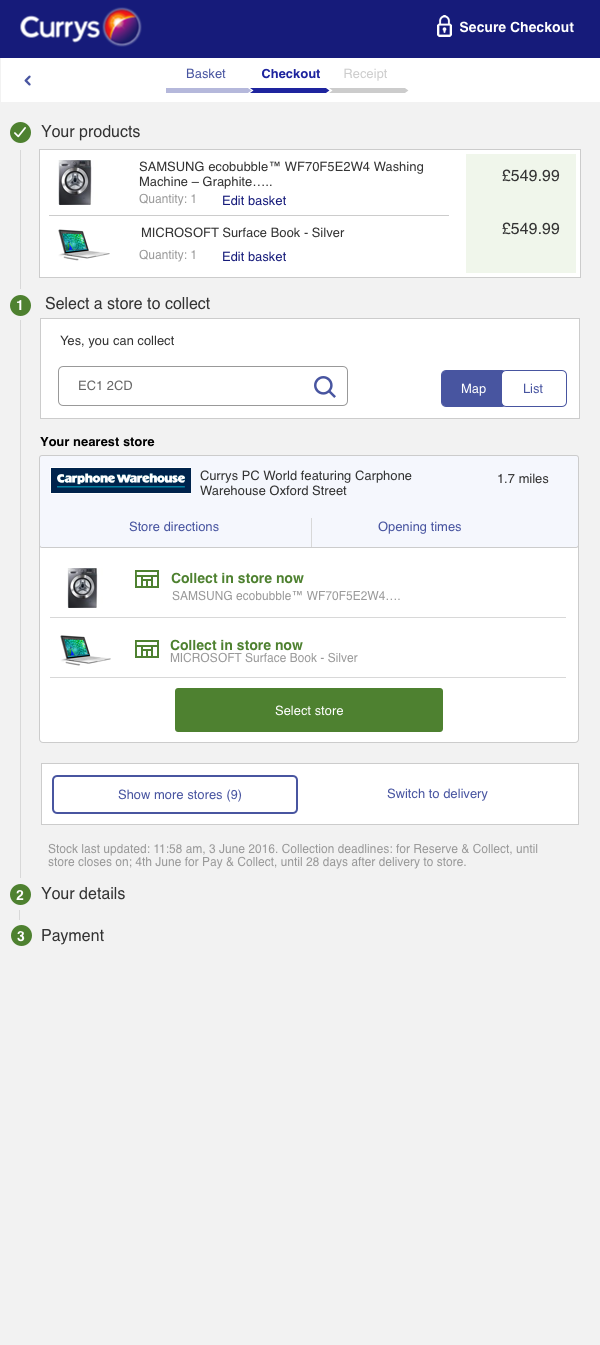 Currys
Secure Checkout
Basket
Checkout
Receipt
Your products
SAMSUNG ecobubble™ WF70F5E2W4 Washing
Machine – Graphite…..
£549.99
Quantity: 1
Edit basket
MICROSOFT Surface Book - Silver
£549.99
Quantity: 1
Edit basket
1
Select a store to collect
Yes, you can collect
EC1 2CD
Map
List
Your nearest store
Carphone Warehouse
Currys PC World featuring Carphone
Warehouse Oxford Street
1.7 miles
Store directions
Opening times
Collect in store now
SAMSUNG ecobubble™ WF70F5E2W4….
Collect in store now
MICROSOFT Surface Book - Silver
Select store
Show more stores (9)
Switch to delivery
Stock last updated: 11:58 am, 3 June 2016. Collection deadlines: for Reserve & Collect, until
store closes on; 4th June for Pay & Collect, until 28 days after delivery to store.
2
Your details
3
Payment